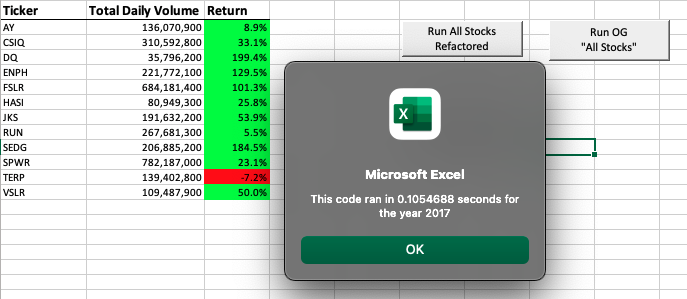 Ticker Total Daily Volume Return
AY 136,070,900 8.9%
CSIQ 310,592,800 33.1%
DQ 35,796,200 199.4%
ENPH 221,772,100 129.5%
FSLR 684,181,400 101.3%
HASI 80,949,300 25.8%
JKS 191,632,200 53.9%
RUN 267,681,300 5.5%
SEDG 206,885,200 184.5%
SPWR 782,187,000 23.1%
TERP 139,402,800 -7.2%
VSLR 109,487,900 50.0%
Run All Stocks
Refactored
Run OG
"All Stocks"
X
Microsoft Excel
This code ran in 0.1054688 seconds for
the year 2017
OK